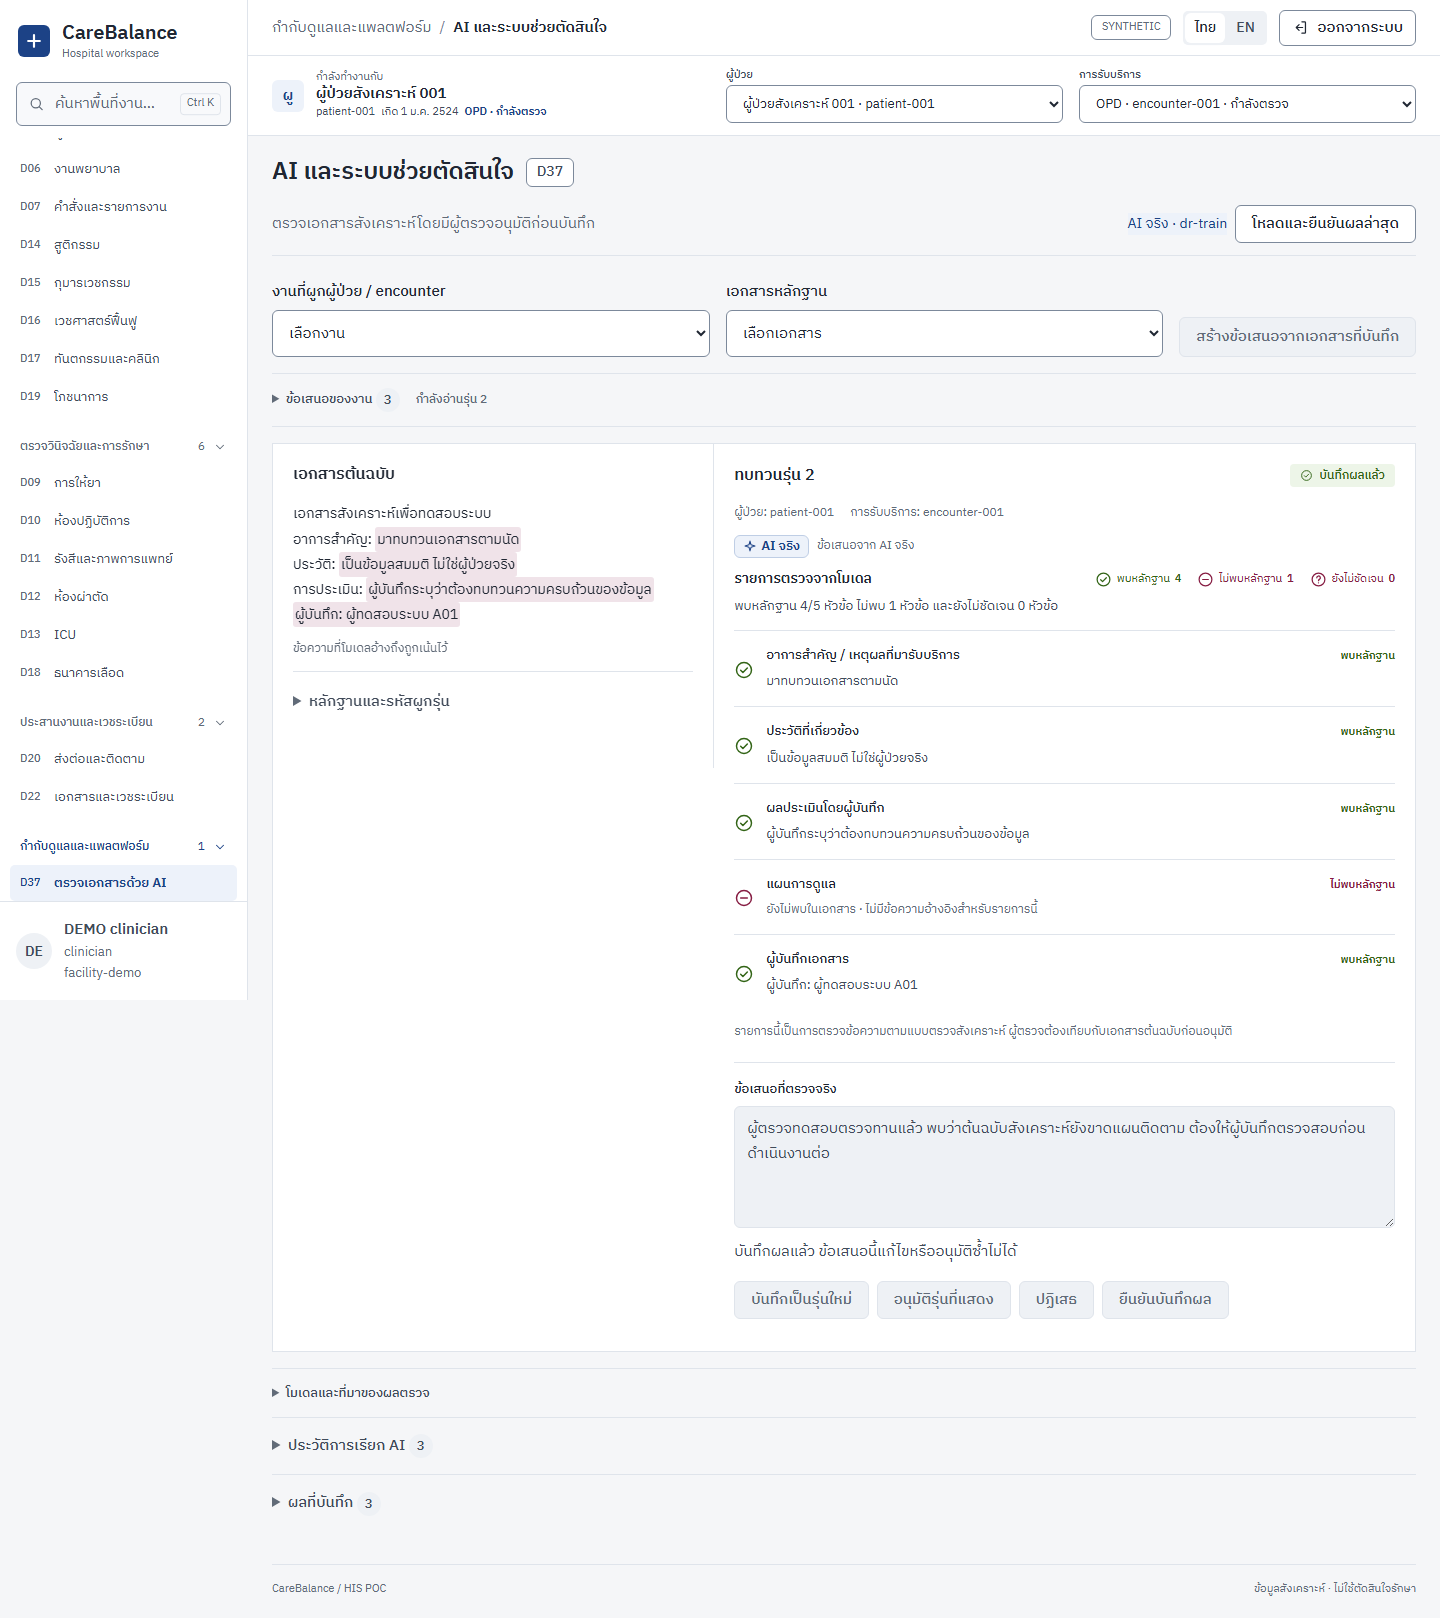 CareBalance
Hospital workspace
ค้นหาพื้นที่งาน... Ctrl K
D06 งานพยาบาล
D07 คำสั่งและรายการงาน
D14 สูติกรรม
D15 กุมารเวชกรรม
D16 เวชศาสตร์ฟื้นฟู
D17 ทันตกรรมและคลินิก
D19 โภชนาการ
ตรวจวินิจฉัยและการรักษา 6
D09 การให้ยา
D10 ห้องปฏิบัติการ
D11 รังสีและภาพการแพทย์
D12 ห้องผ่าตัด
D13 ICU
D18 ธนาคารเลือด
ประสานงานและเวชระเบียน 2
D20 ส่งต่อและติดตาม
D22 เอกสารและเวชระเบียน
กำกับดูแลและแพลตฟอร์ม 1
D37 ตรวจเอกสารด้วย AI
DE
DEMO clinician
clinician
facility-demo
กำกับดูแลและแพลตฟอร์ม / AI และระบบช่วยตัดสินใจ
SYNTHETIC ไทย EN ออกจากระบบ
ผู
กำลังทำงานกับ
ผู้ป่วยสังเคราะห์ 001
patient-001 เกิด 1 ม.ค. 2524 OPD · กำลังตรวจ
ผู้ป่วย
ผู้ป่วยสังเคราะห์ 001 · patient-001
การรับบริการ
OPD · encounter-001 · กำลังตรวจ
AI และระบบช่วยตัดสินใจ D37
ตรวจเอกสารสังเคราะห์โดยมีผู้ตรวจอนุมัติก่อนบันทึก
AI จริง · dr-train โหลดและยืนยันผลล่าสุด
งานที่ผูกผู้ป่วย / encounter
เลือกงาน
เอกสารหลักฐาน
เลือกเอกสาร
สร้างข้อเสนอจากเอกสารที่บันทึก
ข้อเสนอของงาน 3 กำลังอ่านรุ่น 2
เอกสารต้นฉบับ
เอกสารสังเคราะห์เพื่อทดสอบระบบ
อาการสำคัญ: มาทบทวนเอกสารตามนัด
ประวัติ: เป็นข้อมูลสมมติ ไม่ใช่ผู้ป่วยจริง
การประเมิน: ผู้บันทึกระบุว่าต้องทบทวนความครบถ้วนของข้อมูล
ผู้บันทึก: ผู้ทดสอบระบบ A01
ข้อความที่โมเดลอ้างถึงถูกเน้นไว้
หลักฐานและรหัสผูกรุ่น
ทบทวนรุ่น 2 บันทึกผลแล้ว
ผู้ป่วย: patient-001 การรับบริการ: encounter-001
AI จริง ข้อเสนอจาก AI จริง
รายการตรวจจากโมเดล พบหลักฐาน 4 ไม่พบหลักฐาน 1 ยังไม่ชัดเจน 0
พบหลักฐาน 4/5 หัวข้อ ไม่พบ 1 หัวข้อ และยังไม่ชัดเจน 0 หัวข้อ
อาการสำคัญ / เหตุผลที่มารับบริการ พบหลักฐาน
มาทบทวนเอกสารตามนัด
ประวัติที่เกี่ยวข้อง พบหลักฐาน
เป็นข้อมูลสมมติ ไม่ใช่ผู้ป่วยจริง
ผลประเมินโดยผู้บันทึก พบหลักฐาน
ผู้บันทึกระบุว่าต้องทบทวนความครบถ้วนของข้อมูล
แผนการดูแล ไม่พบหลักฐาน
ยังไม่พบในเอกสาร · ไม่มีข้อความอ้างอิงสำหรับรายการนี้
ผู้บันทึกเอกสาร พบหลักฐาน
ผู้บันทึก: ผู้ทดสอบระบบ A01
รายการนี้เป็นการตรวจข้อความตามแบบตรวจสังเคราะห์ ผู้ตรวจต้องเทียบกับเอกสารต้นฉบับก่อนอนุมัติ
ข้อเสนอที่ตรวจจริง
ผู้ตรวจทดสอบตรวจทานแล้ว พบว่าต้นฉบับสังเคราะห์ยังขาดแผนติดตาม ต้องให้ผู้บันทึกตรวจสอบก่อน
ดำเนินงานต่อ
บันทึกผลแล้ว ข้อเสนอนี้แก้ไขหรืออนุมัติซ้ำไม่ได้
บันทึกเป็นรุ่นใหม่ อนุมัติรุ่นที่แสดง ปฏิเสธ ยืนยันบันทึกผล
โมเดลและที่มาของผลตรวจ
ประวัติการเรียก AI 3
ผลที่บันทึก 3
CareBalance / HIS POC
ข้อมูลสังเคราะห์ · ไม่ใช้ตัดสินใจรักษา